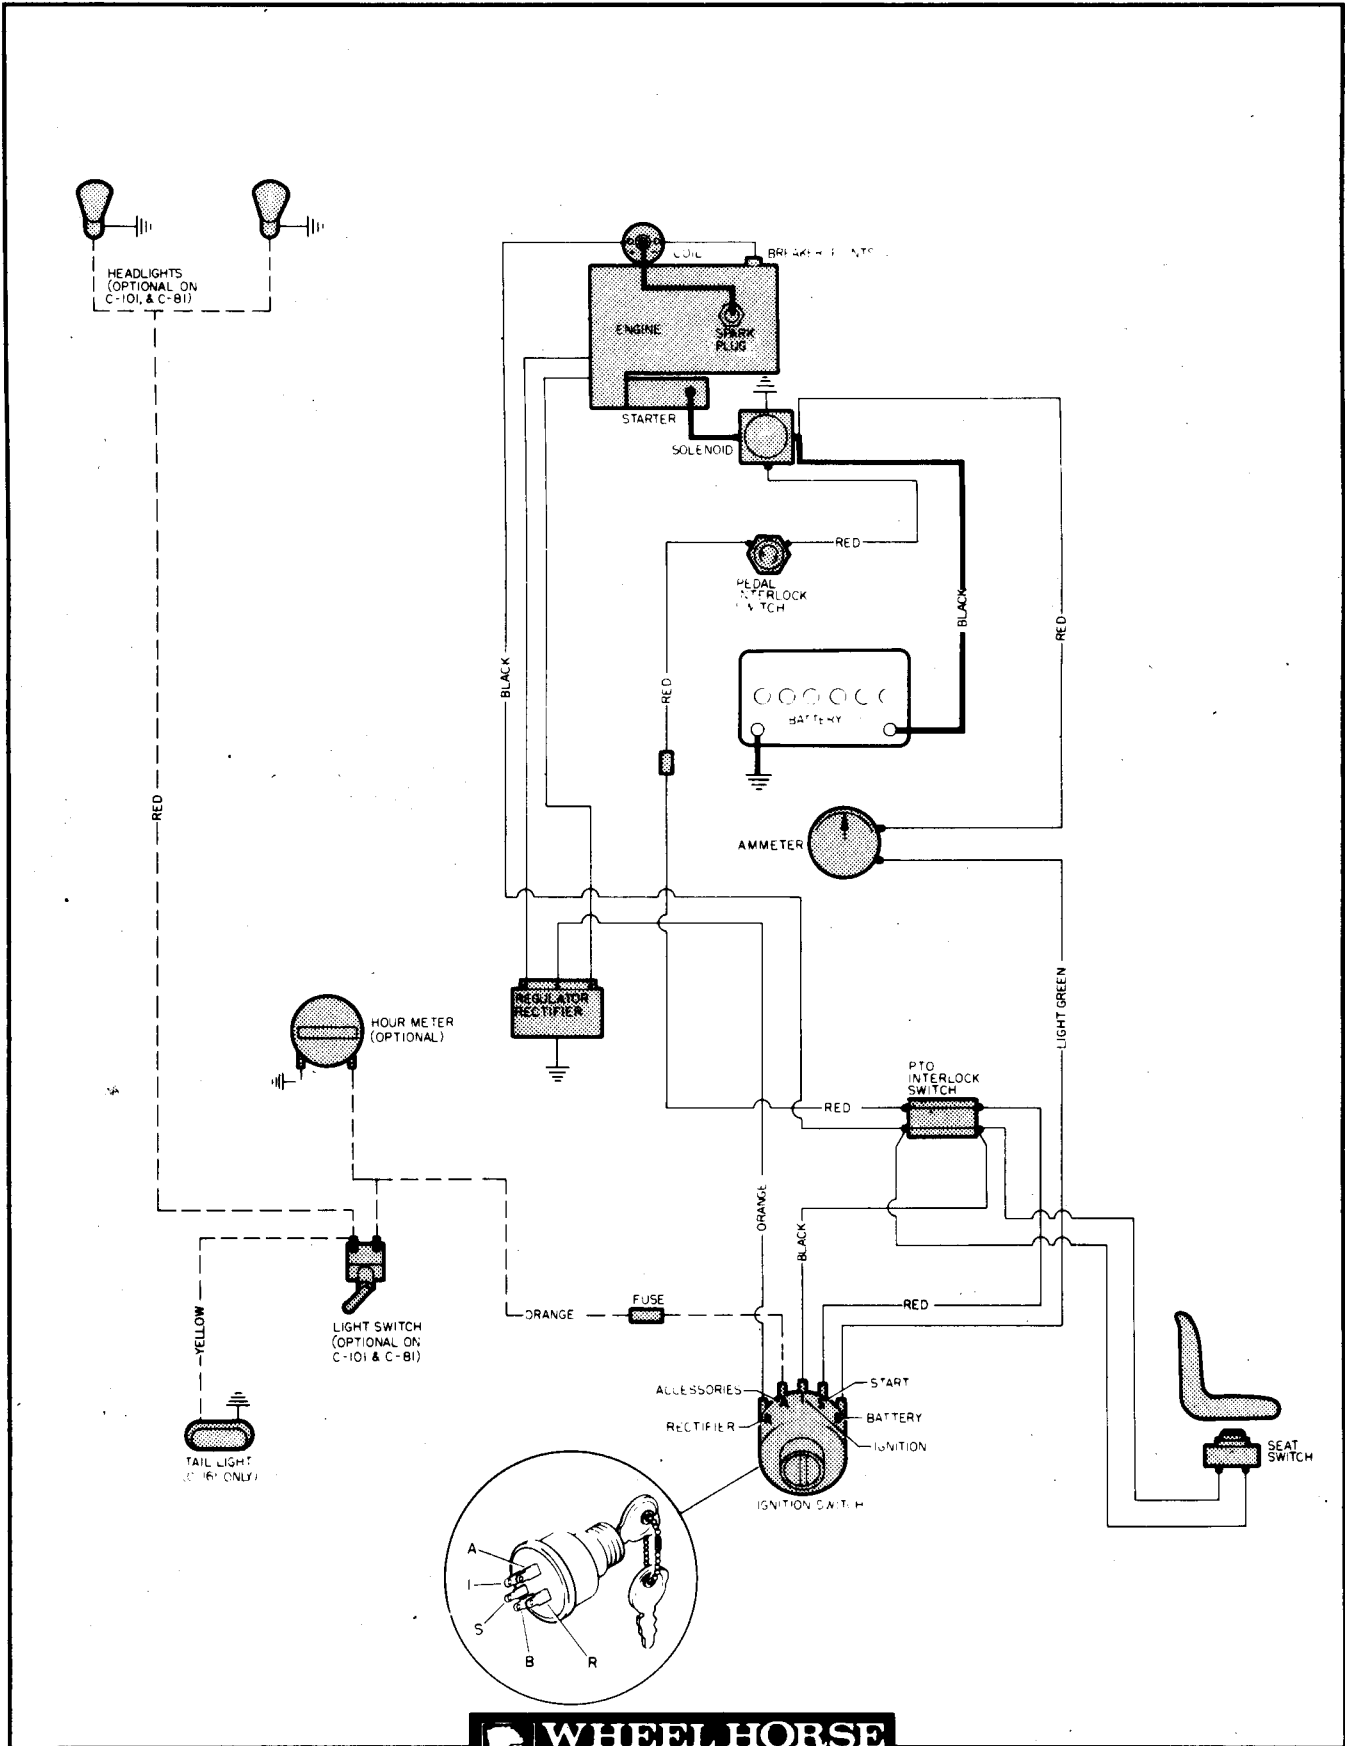 HEADLIGHTS
(OPTIONAL ON
C-101, & C-81)
COIL
ENGINE
SPARK
PLUG
STARTER
SOLENOID
RED
PEDAL
BLACK
RED
BLACK
RED
BATTERY
RED
AMMETER
REGULATOR
RECTIFIER
HOUR METER
(OPTIONAL)
LIGHT GREEN
PTO
INTERLOCK
SWITCH
RED
ORANGE
BLACK
YELLOW
LIGHT SWITCH
(OPTIONAL ON
C-101 & C-81)
ORANGE
FUSE
RED
ACCESSORIES
START
RECTIFIER
BATTERY
IGNITION
TAIL LIGHT
ONLY)
SEAT
SWITCH
IGNITION SWITCH
A
I
S
B
R
WHEEL HORSE